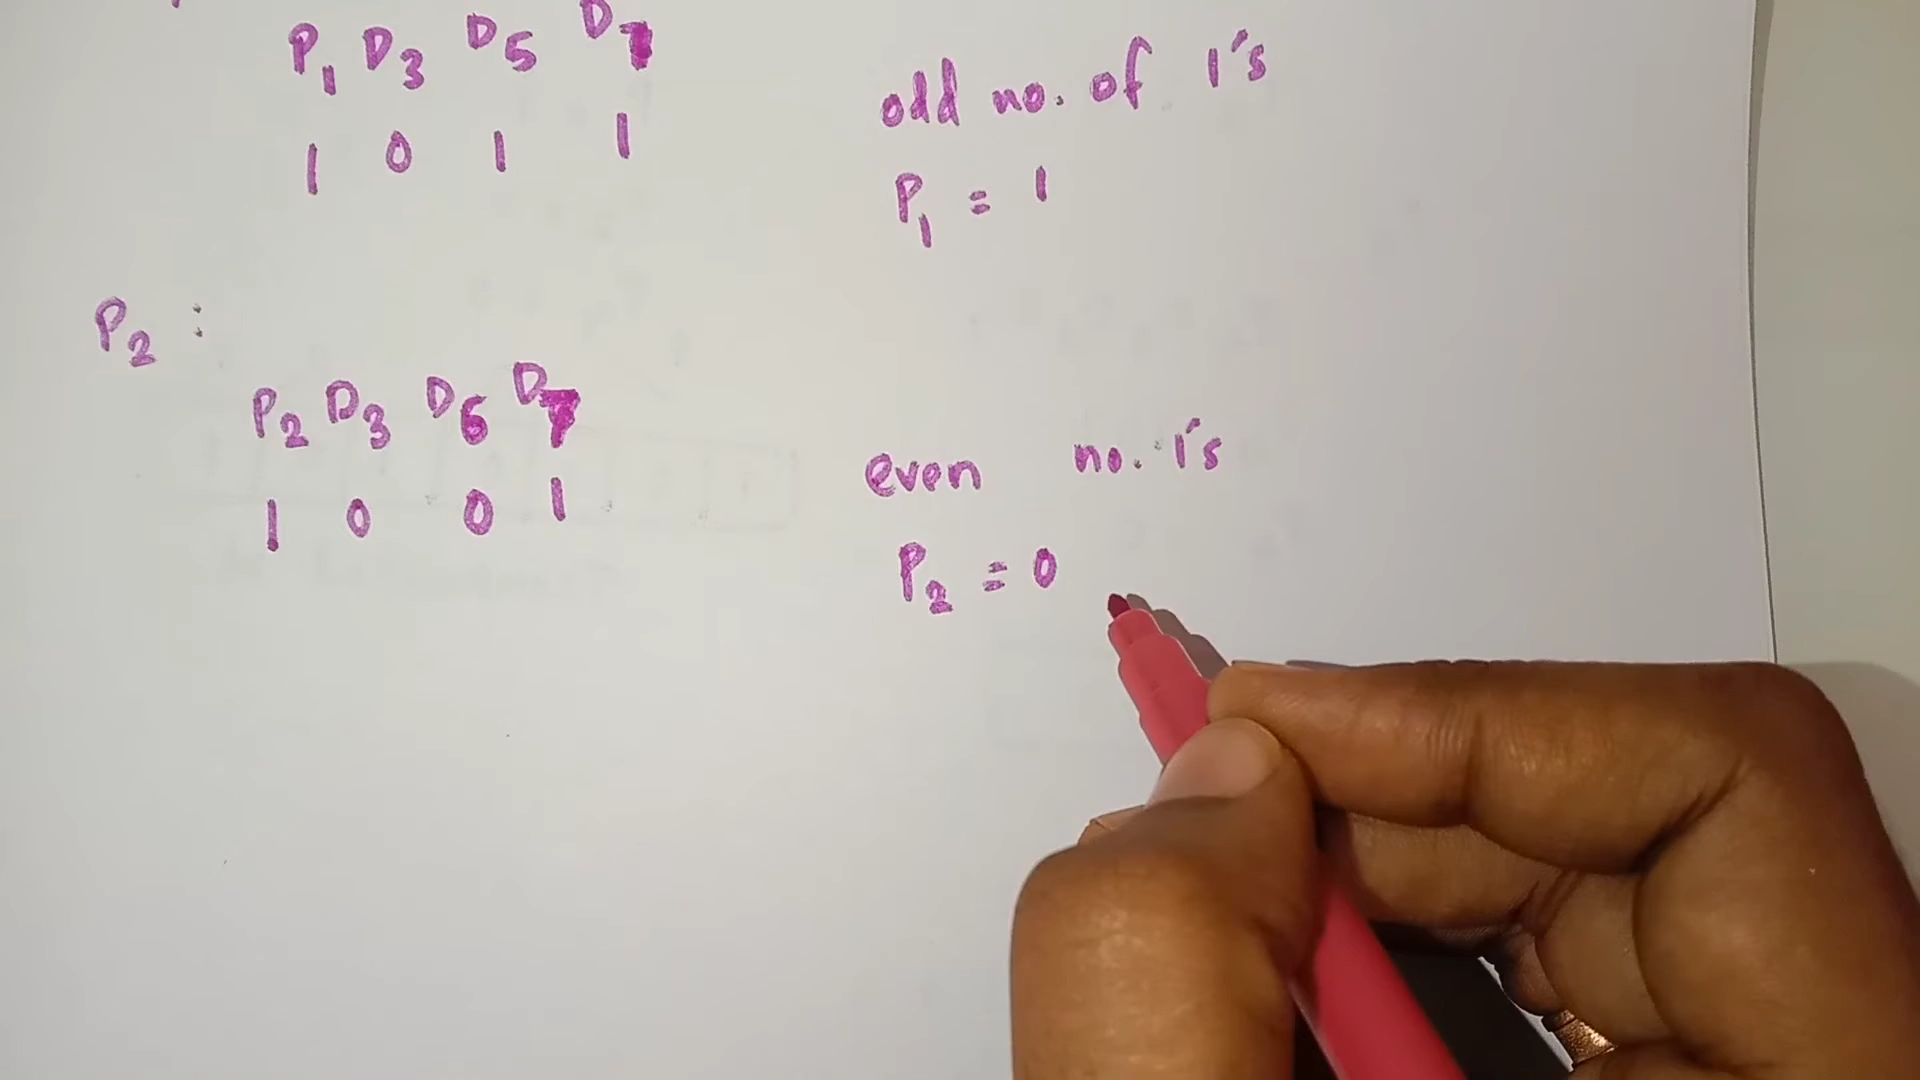 P₁ D₃ D₅ D₇
1 0 1 1
odd no. of 1's
P₁ = 1
P₂ :
P₂ D₃ D₆ D₇
1 0 0 1
even no. 1's
P₂ = 0